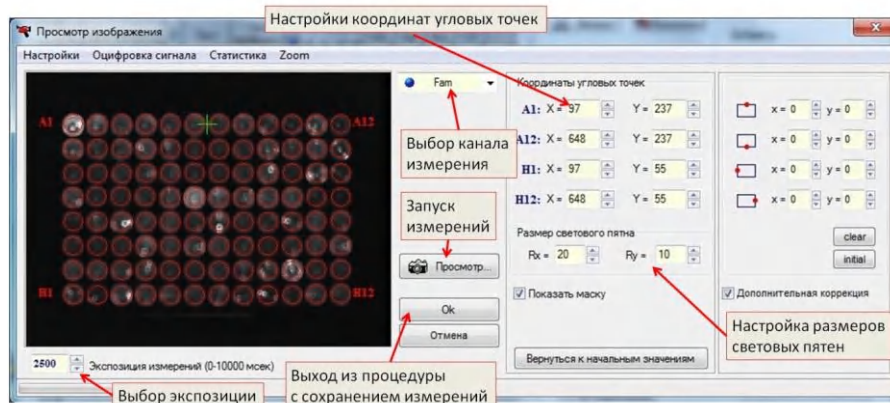 Настройки координат угловых точек
Просмотр изображения
Настройки Оцифровка сигнала Статистика Zoom
Fam
Координаты угловых точек
A1
A12
A1: X = 97 Y = 237
x = 0 y = 0
Выбор канала
измерения
A12: X = 648 Y = 237
x = 0 y = 0
H1: X = 97 Y = 55
x = 0 y = 0
Запуск
измерений
H12: X = 648 Y = 55
x = 0 y = 0
Размер светового пятна
Rx = 20 Ry = 10
clear
initial
Просмотр...
H1
H12
Показать маску
Дополнительная коррекция
Ok
Отмена
Настройка размеров
световых пятен
Вернуться к начальным значениям
2500 Экспозиция измерений (0-10000 мсек)
Выбор экспозиции
Выход из процедуры
с сохранением измерений